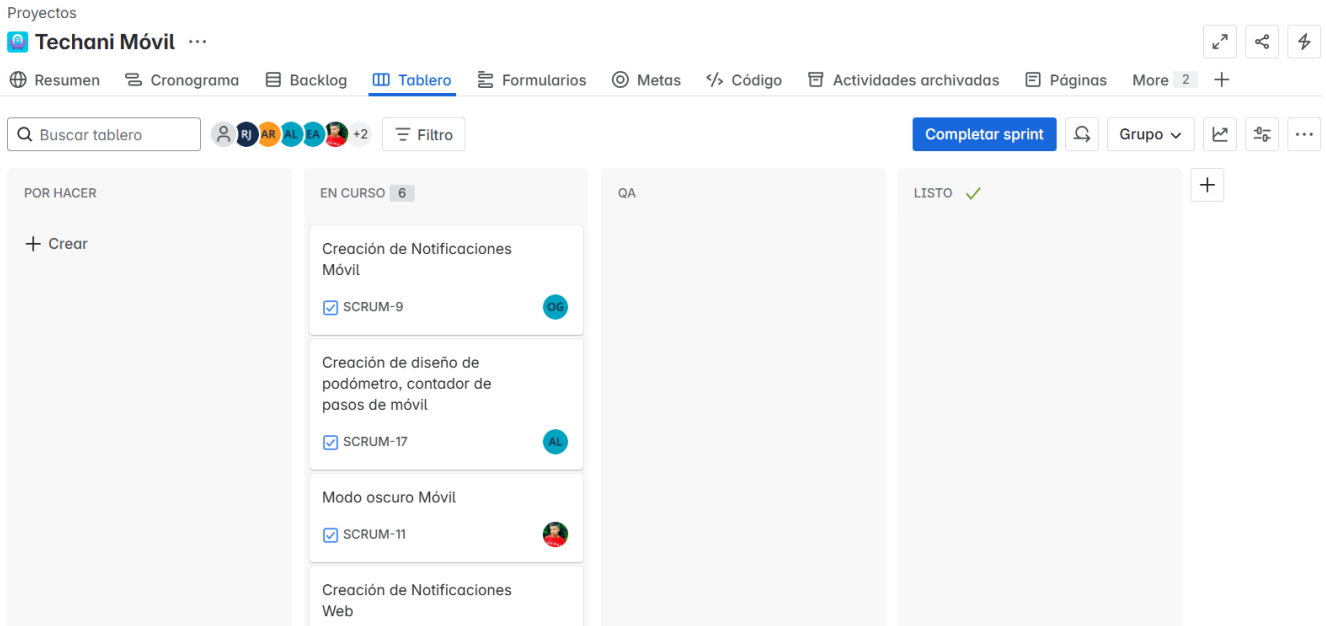 Proyectos
Techani Móvil
Resumen Cronograma Backlog Tablero Formularios Metas Código Actividades archivadas Páginas More 2
Buscar tablero RJ AR AL EA +2 Filtro Completar sprint Grupo
POR HACER EN CURSO 6 QA LISTO
Crear
Creación de Notificaciones
Móvil
SCRUM-9 OG
Creación de diseño de
podómetro, contador de
pasos de móvil
SCRUM-17 AL
Modo oscuro Móvil
SCRUM-11
Creación de Notificaciones
Web